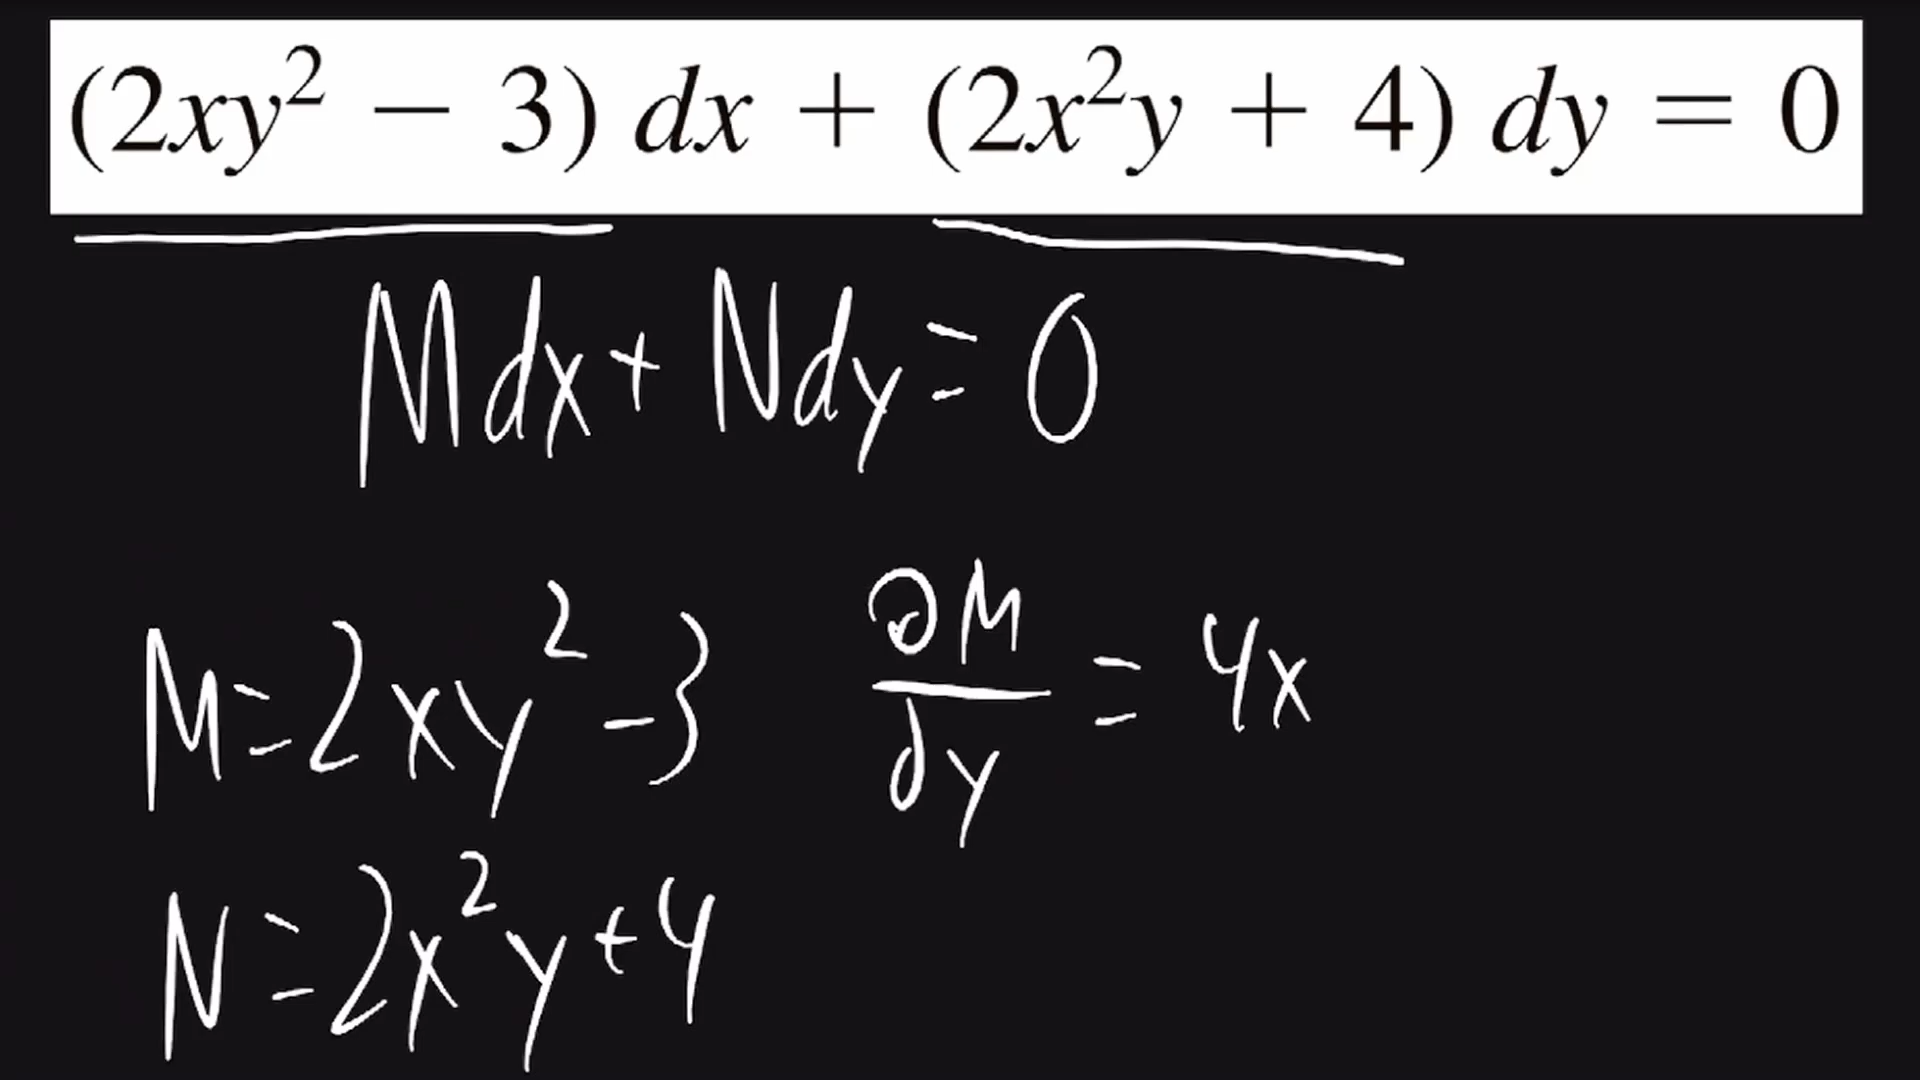 (2xy² − 3) dx + (2x²y + 4) dy = 0
Mdx + Ndy = 0
M = 2xy² - 3 ∂M/∂y = 4x
N = 2x²y + 4